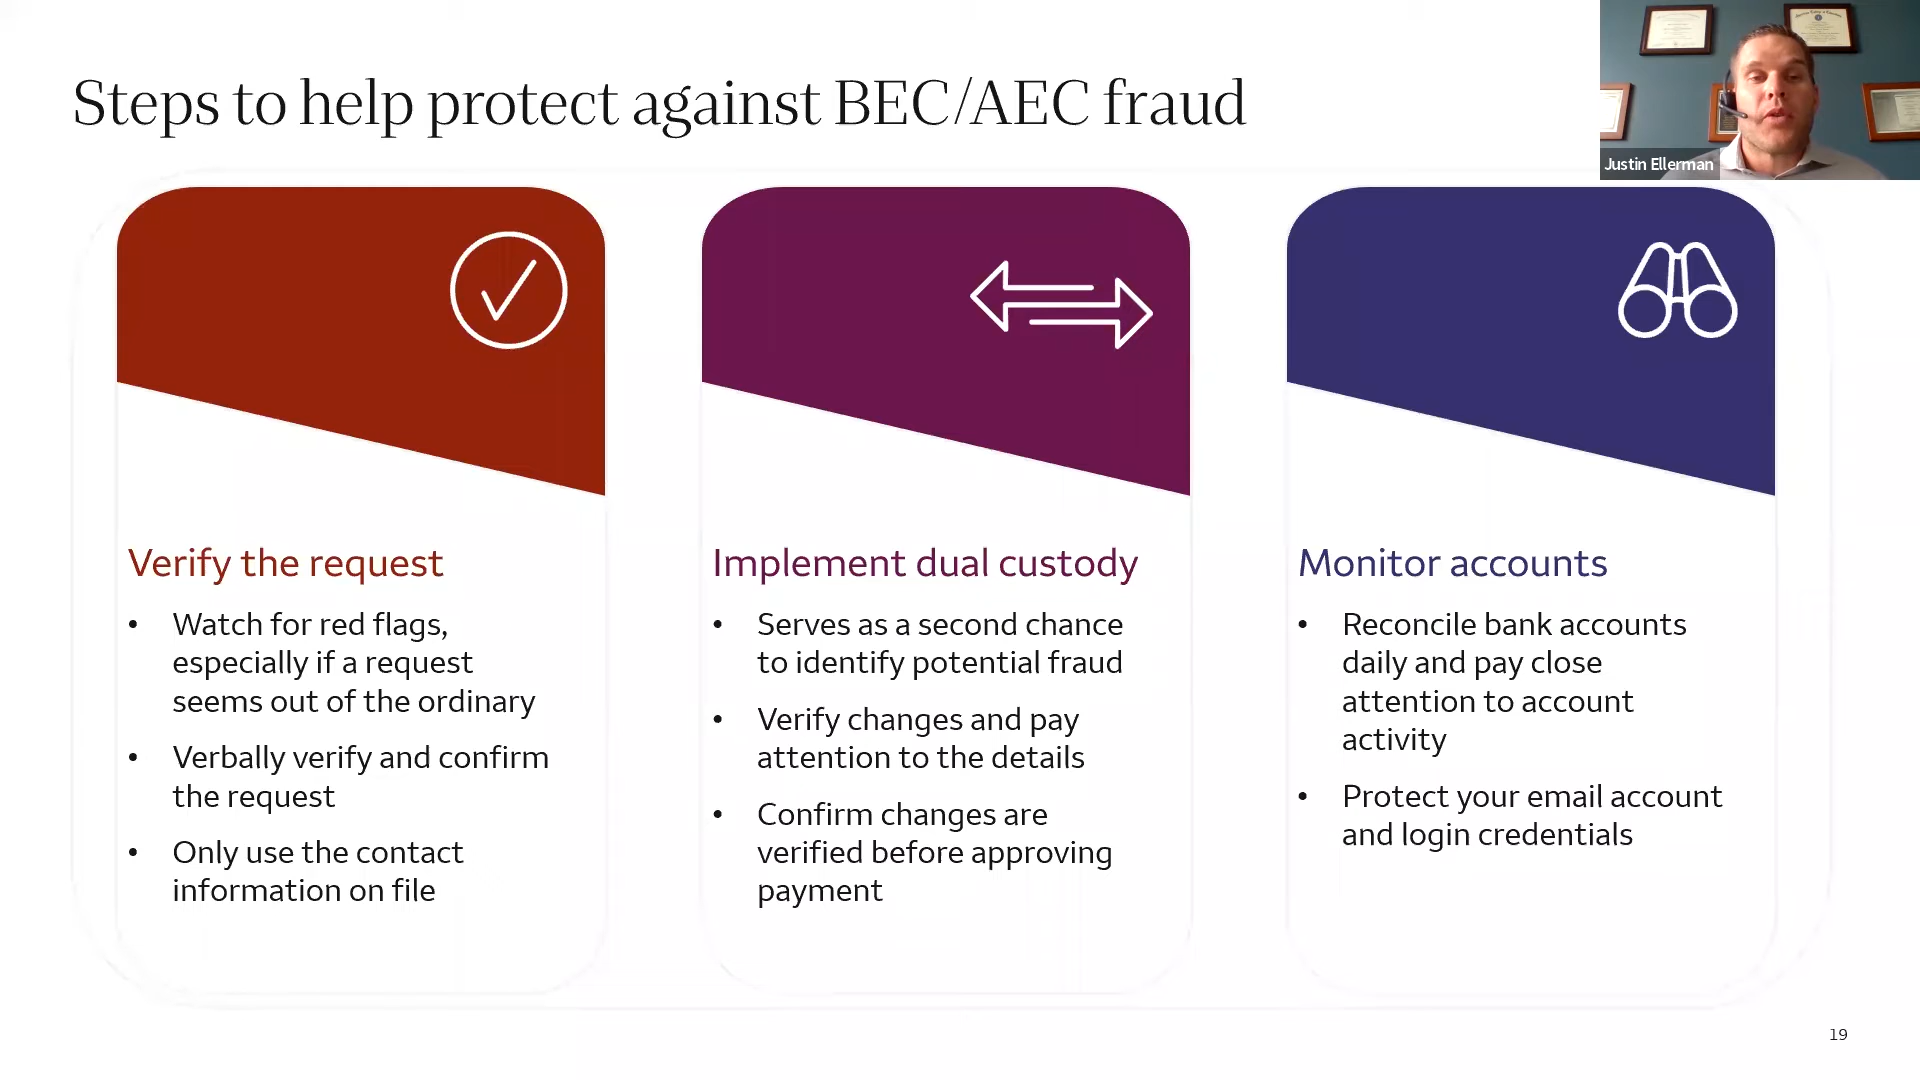 Steps to help protect against BEC/AEC fraud
Justin Ellerman
Verify the request
• Watch for red flags,
especially if a request
seems out of the ordinary
• Verbally verify and confirm
the request
• Only use the contact
information on file
Implement dual custody
• Serves as a second chance
to identify potential fraud
• Verify changes and pay
attention to the details
• Confirm changes are
verified before approving
payment
Monitor accounts
• Reconcile bank accounts
daily and pay close
attention to account
activity
• Protect your email account
and login credentials
19